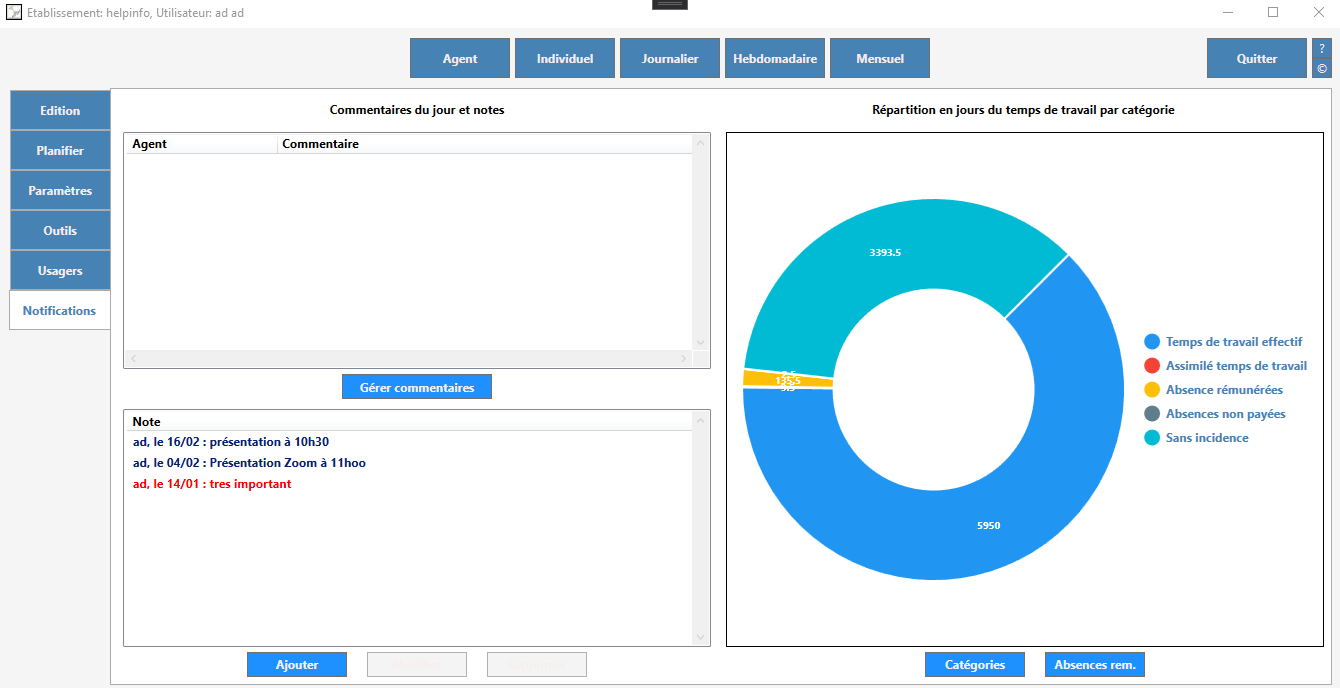 Etablissement: helpinfo, Utilisateur: ad ad
Agent
Individuel
Journalier
Hebdomadaire
Mensuel
Quitter
?
©
Edition
Planifier
Paramètres
Outils
Usagers
Notifications
Commentaires du jour et notes
Agent Commentaire
Gérer commentaires
Note
ad, le 16/02 : présentation à 10h30
ad, le 04/02 : Présentation Zoom à 11hoo
ad, le 14/01 : tres important
Ajouter
Répartition en jours du temps de travail par catégorie
3393.5
135.5
5950
Temps de travail effectif
Assimilé temps de travail
Absence rémunérées
Absences non payées
Sans incidence
Catégories
Absences rem.